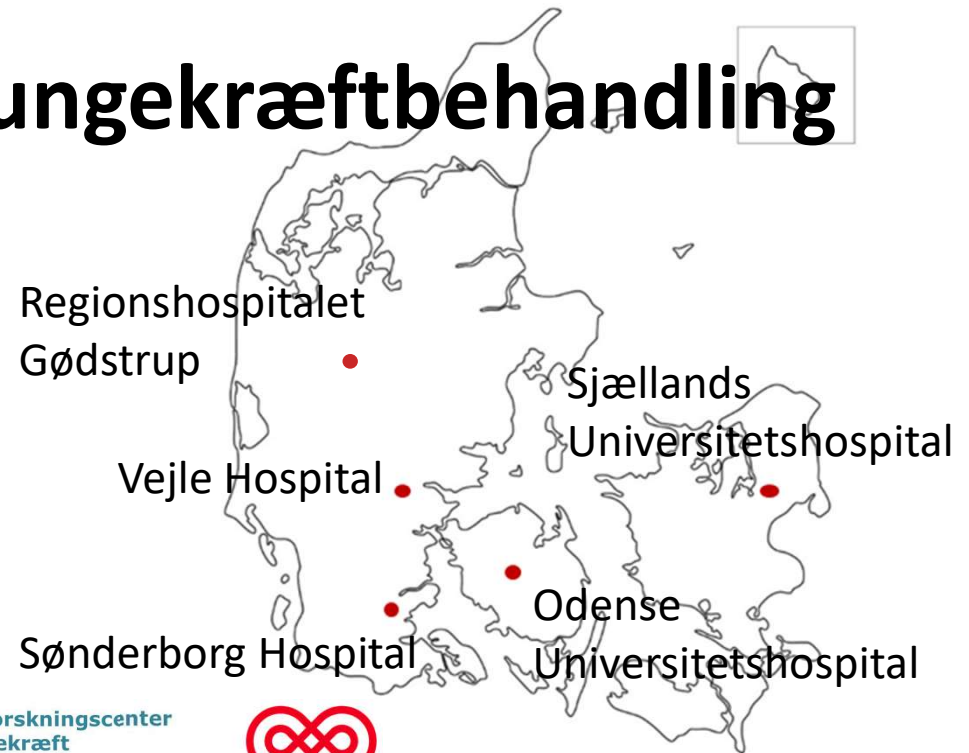 ungekræftbehandling
Regionshospitalet
Gødstrup
Sjællands
Universitetshospital
Vejle Hospital
Odense
Universitetshospital
Sønderborg Hospital
orskningscenter
ekræft